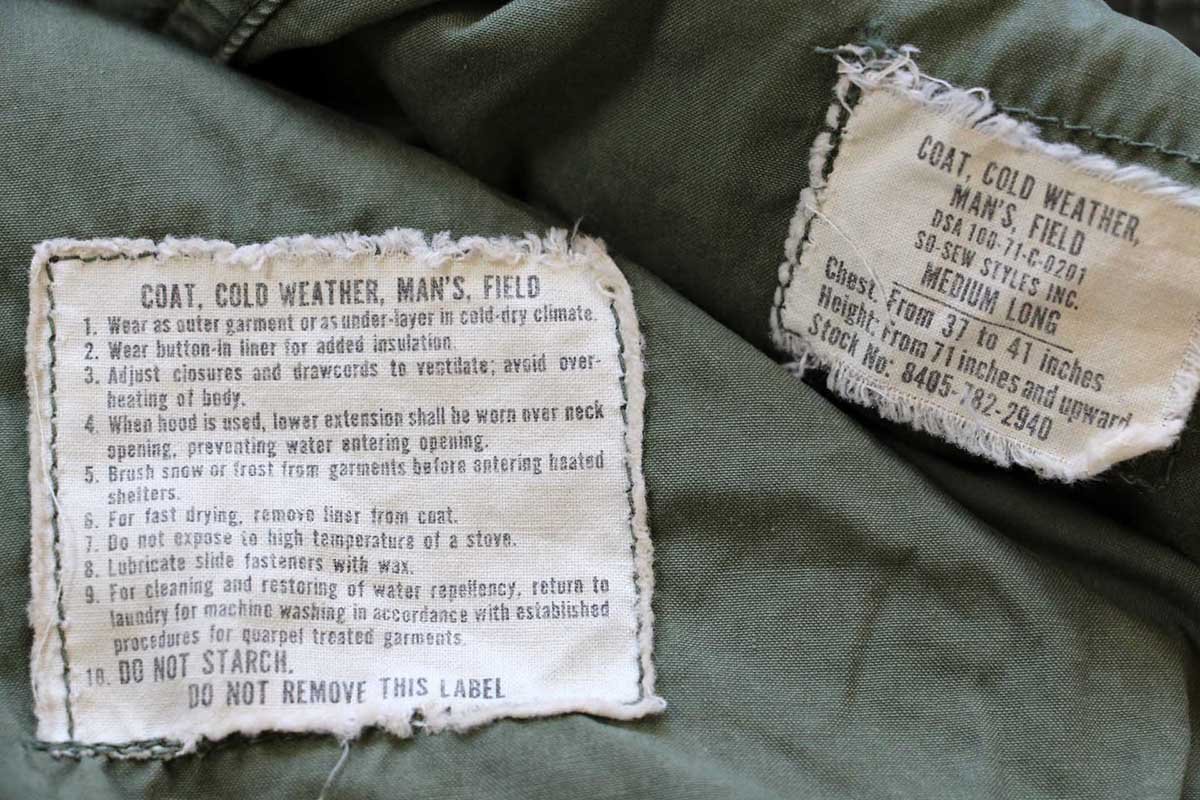 COAT, COLD WEATHER, MAN'S, FIELD
1. Wear as outer garment or as under-layer in cold-dry climate.
2. Wear button-in liner for added insulation.
3. Adjust closures and drawcords to ventilate; avoid over-
heating of body.
4. When hood is used, lower extension shall be worn over neck
opening, preventing water entering opening.
5. Brush snow or frost from garments before entering heated
shelters.
6. For fast drying, remove liner from coat.
7. Do not expose to high temperature of a stove.
8. Lubricate slide fasteners with wax.
9. For cleaning and restoring of water repellency, return to
laundry for machine washing in accordance with established
procedures for quarpel treated garments.
10. DO NOT STARCH.
DO NOT REMOVE THIS LABEL
COAT, COLD WEATHER,
MAN'S, FIELD
DSA 100-71-C-0201
SO-SEW STYLES INC.
MEDIUM LONG
Chest: From 37 to 41 inches
Height: From 71 inches and upward
Stock No: 8405-782-2940